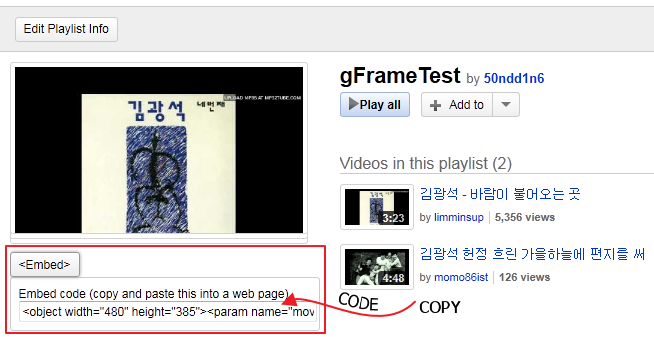 Edit Playlist Info
UPLOAD MP3S AT MP32TUBE.COM
김광석 네번째
gFrameTest by 50ndd1n6
Play all
Add to
Videos in this playlist (2)
3:23
김광석 - 바람이 불어오는 곳
by limminsup 5,356 views
4:48
김광석 헌정 흐린 가을하늘에 편지를 써
by momo86ist 126 views
<Embed>
Embed code (copy and paste this into a web page)
<object width="480" height="385"><param name="mov
CODE COPY